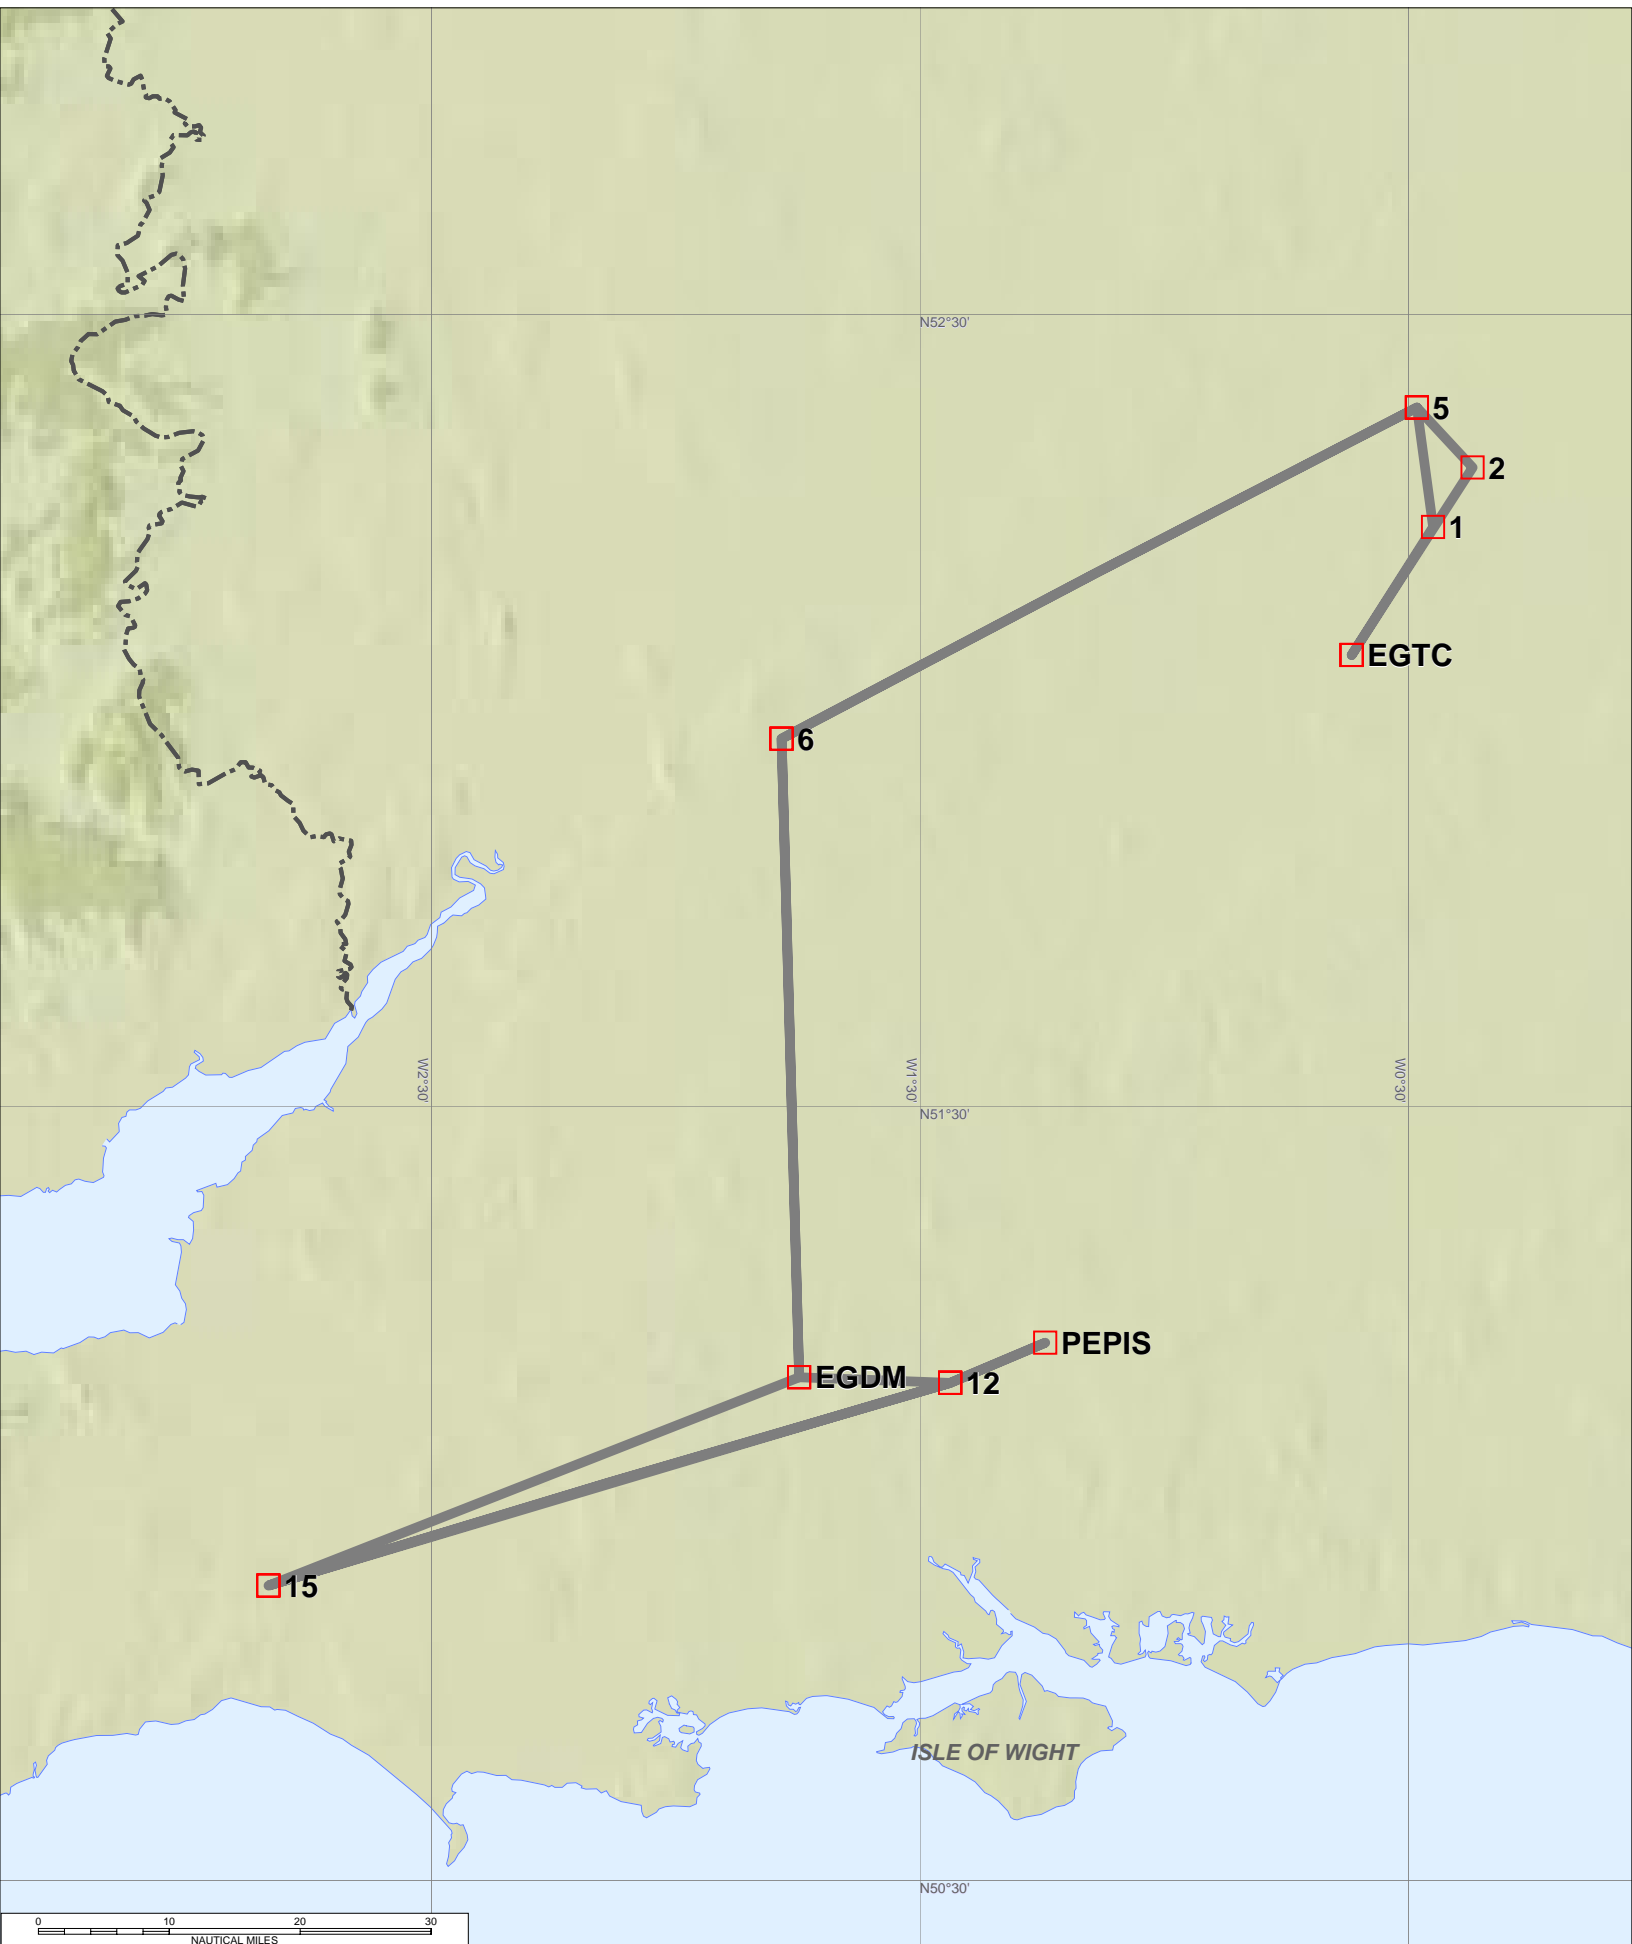 N52°30'
5
2
1
EGTC
6
W2°30'
W1°30'
W0°30'
N51°30'
PEPIS
EGDM
12
15
ISLE OF WIGHT
N50°30'
0 10 20 30
NAUTICAL MILES